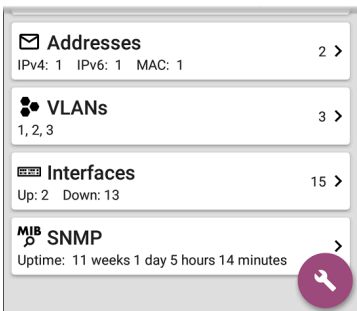 Addresses
2
IPv4: 1 IPv6: 1 MAC: 1
VLANs
3
1, 2, 3
Interfaces
15
Up: 2 Down: 13
MIB SNMP
Uptime: 11 weeks 1 day 5 hours 14 minutes